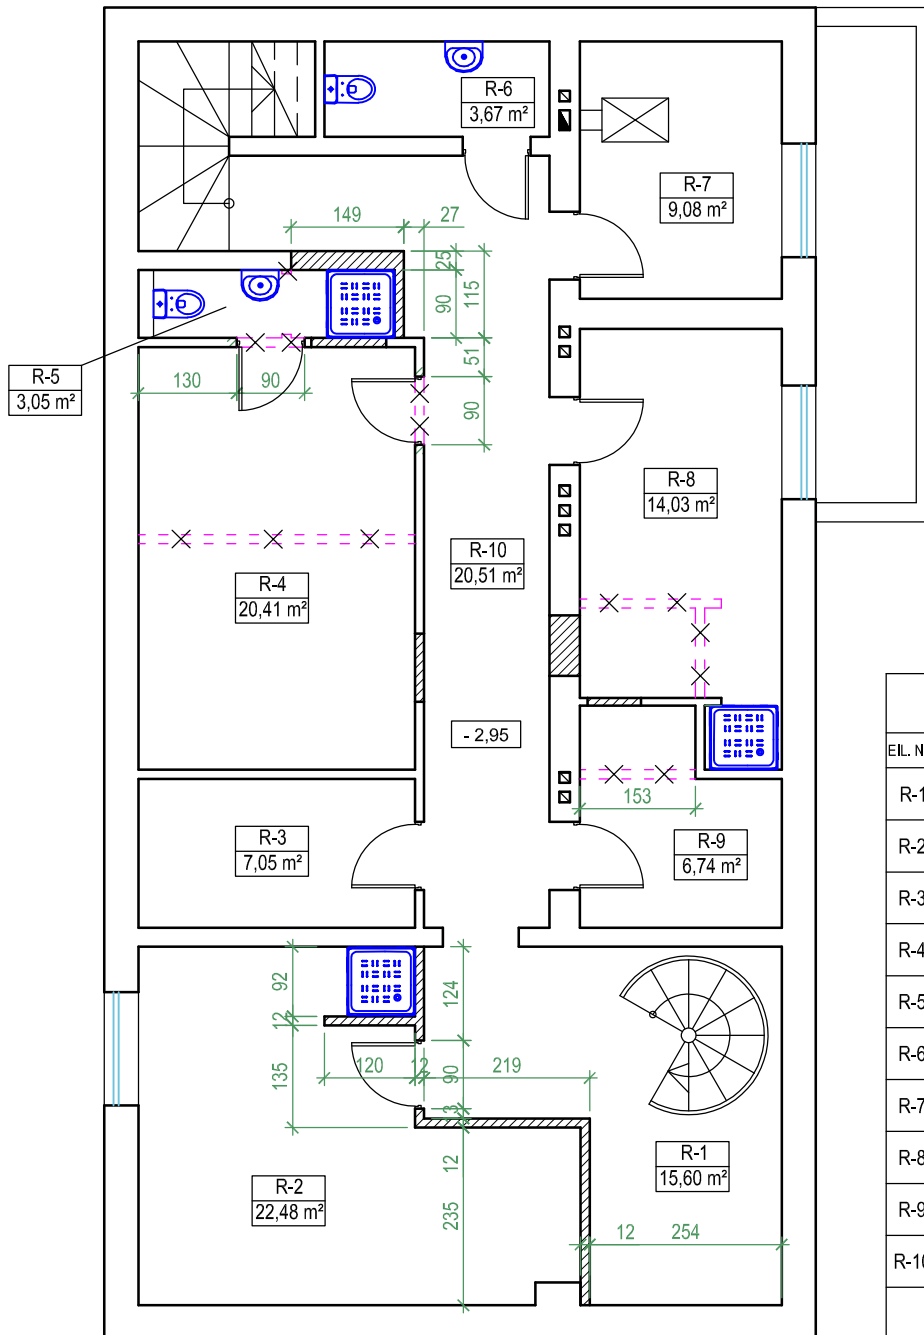 R-6
3,67 m²
R-7
9,08 m²
149
27
25
90
115
51
90
R-5
3,05 m²
130
90
R-8
14,03 m²
R-10
20,51 m²
R-4
20,41 m²
- 2,95
153
R-3
7,05 m²
R-9
6,74 m²
92
12
135
124
120
12
90
219
3
12
235
R-1
15,60 m²
R-2
22,48 m²
12
254
EIL. N
R-1
R-2
R-3
R-4
R-5
R-6
R-7
R-8
R-9
R-10